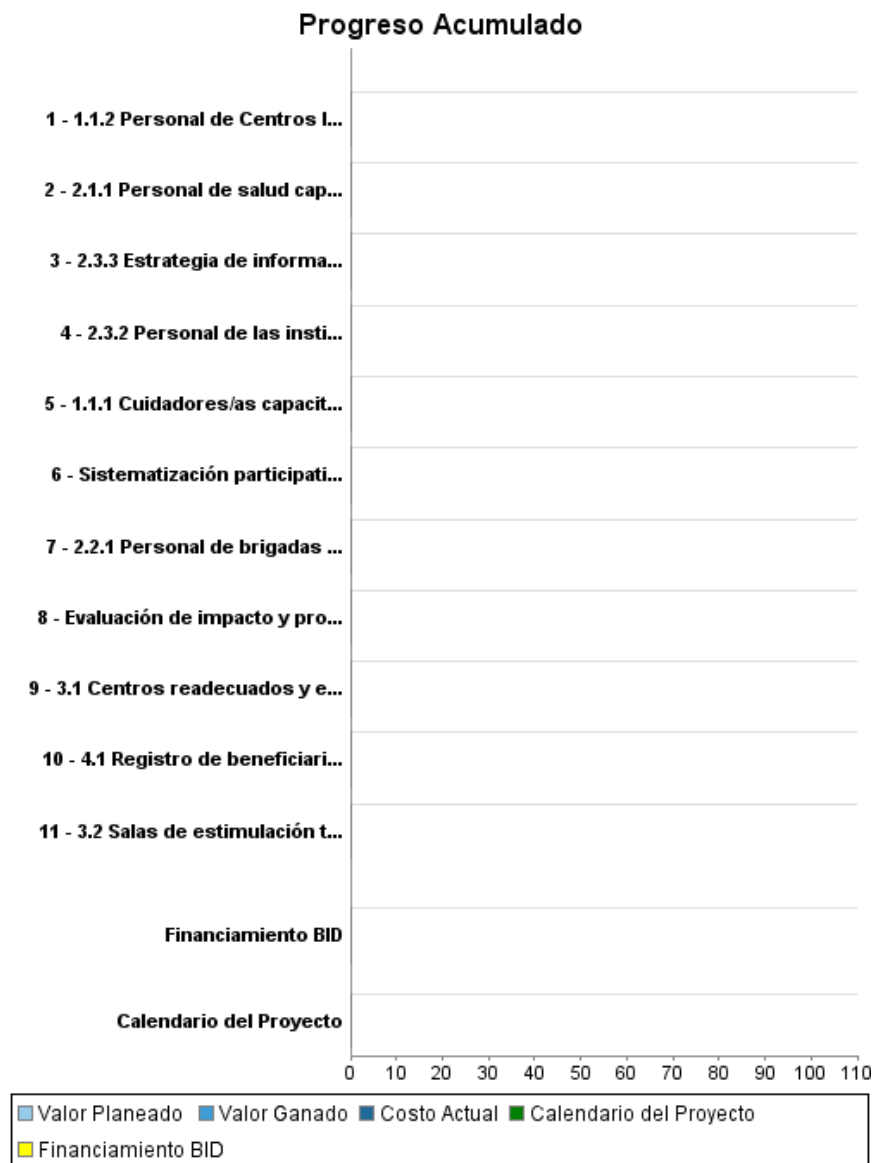 Progreso Acumulado
1 - 1.1.2 Personal de Centros I...
2 - 2.1.1 Personal de salud cap...
3 - 2.3.3 Estrategia de informa...
4 - 2.3.2 Personal de las insti...
5 - 1.1.1 Cuidadores/as capacit...
6 - Sistematización participati...
7 - 2.2.1 Personal de brigadas ...
8 - Evaluación de impacto y pro...
9 - 3.1 Centros readecuados y e...
10 - 4.1 Registro de beneficiari...
11 - 3.2 Salas de estimulación t...
Financiamiento BID
Calendario del Proyecto
0 10 20 30 40 50 60 70 80 90 100 110
Valor Planeado Valor Ganado Costo Actual Calendario del Proyecto
Financiamiento BID